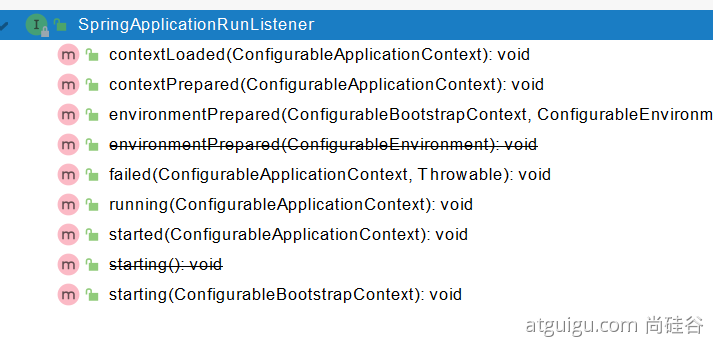 SpringApplicationRunListener
contextLoaded(ConfigurableApplicationContext): void
contextPrepared(ConfigurableApplicationContext): void
environmentPrepared(ConfigurableBootstrapContext, ConfigurableEnvironm
environmentPrepared(ConfigurableEnvironment): void
failed(ConfigurableApplicationContext, Throwable): void
running(ConfigurableApplicationContext): void
started(ConfigurableApplicationContext): void
starting(): void
starting(ConfigurableBootstrapContext): void
atguigu.com 尚硅谷